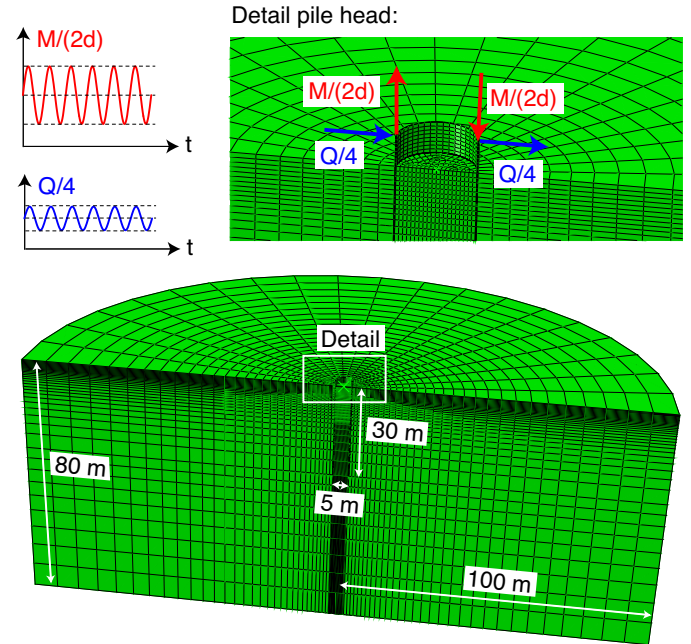 M/(2d)
t
Q/4
t
Detail pile head:
M/(2d)
M/(2d)
Q/4
Q/4
Detail
30 m
80 m
5 m
100 m